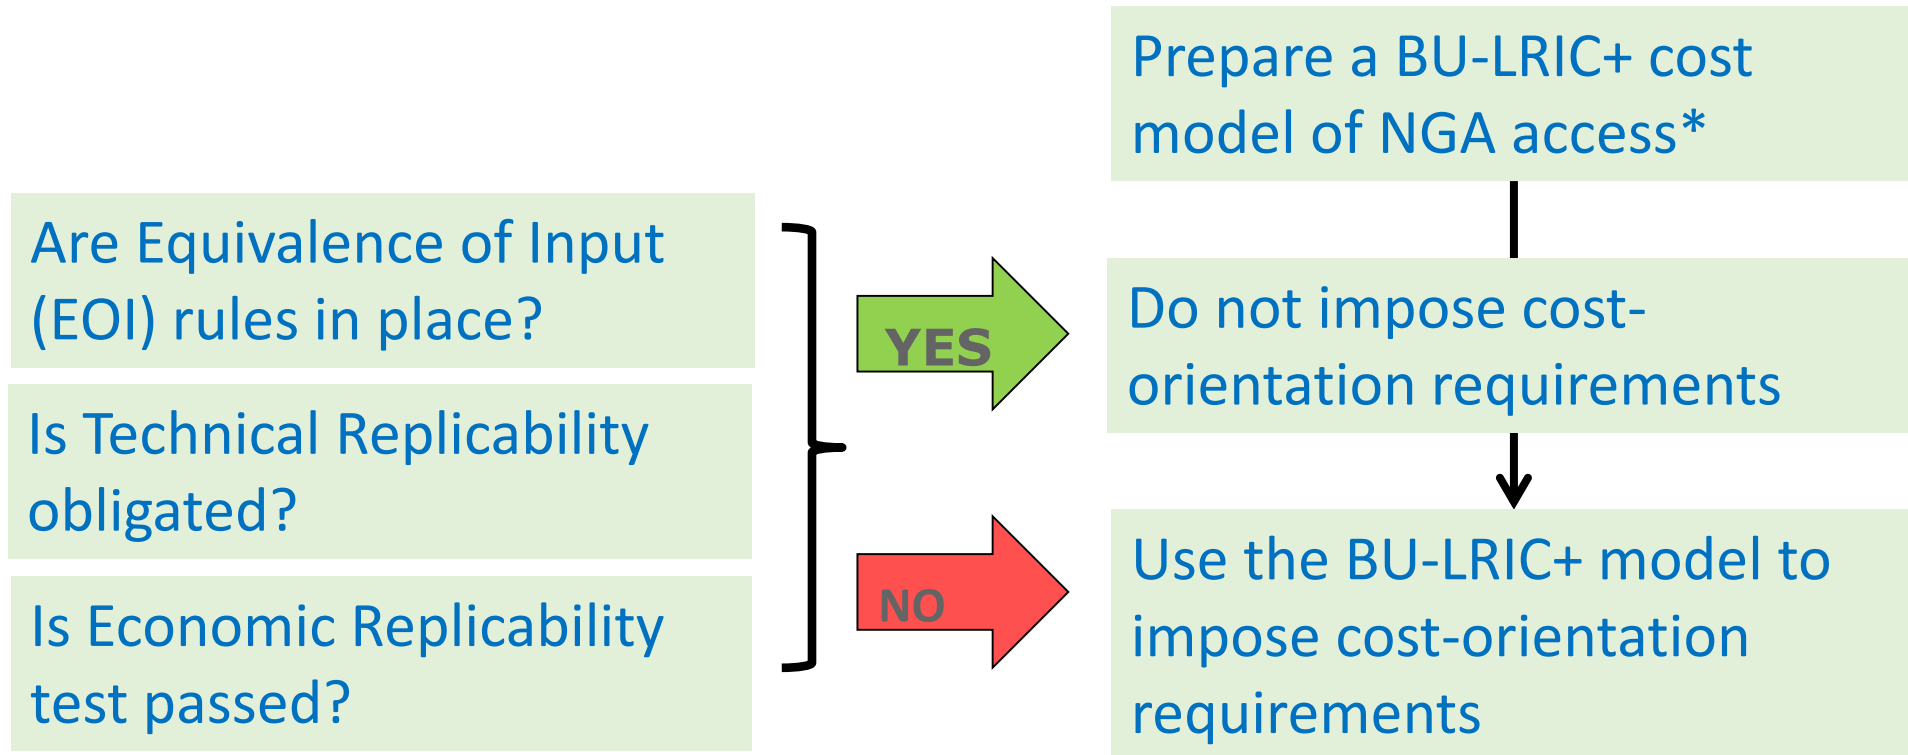 Prepare a BU-LRIC+ cost
model of NGA access*
Are Equivalence of Input
(EOI) rules in place?
Is Technical Replicability
obligated?
Is Economic Replicability
test passed?
YES
NO
Do not impose cost-
orientation requirements
Use the BU-LRIC+ model to
impose cost-orientation
requirements